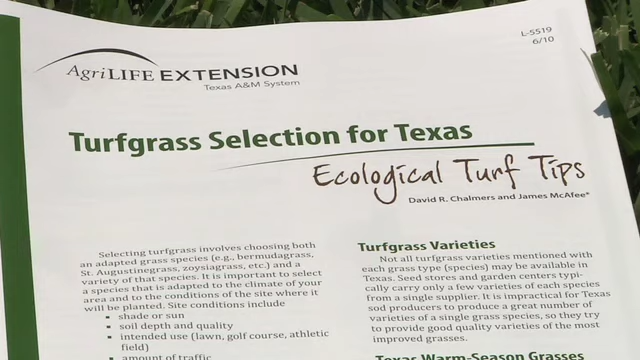 L-5519
6/10
AgriLIFE EXTENSION
Texas A&M System
Turfgrass Selection for Texas
Ecological Turf Tips
David R. Chalmers and James McAfee*
Selecting turfgrass involves choosing both
an adapted grass species (e.g., bermudagrass,
St. Augustinegrass, zoysiagrass, etc.) and a
variety of that species. It is important to select
a species that is adapted to the climate of your
area and to the conditions of the site where it
will be planted. Site conditions include
▪ shade or sun
▪ soil depth and quality
▪ intended use (lawn, golf course, athletic
field)
▪ amount of traffic
Turfgrass Varieties
Not all turfgrass varieties mentioned with
each grass type (species) may be available in
Texas. Seed stores and garden centers typi-
cally carry only a few varieties of each species
from a single supplier. It is impractical for Texas
sod producers to produce a great number of
varieties of a single grass species, so they try
to provide good quality varieties of the most
improved grasses.
Texas Warm-Season Grasses